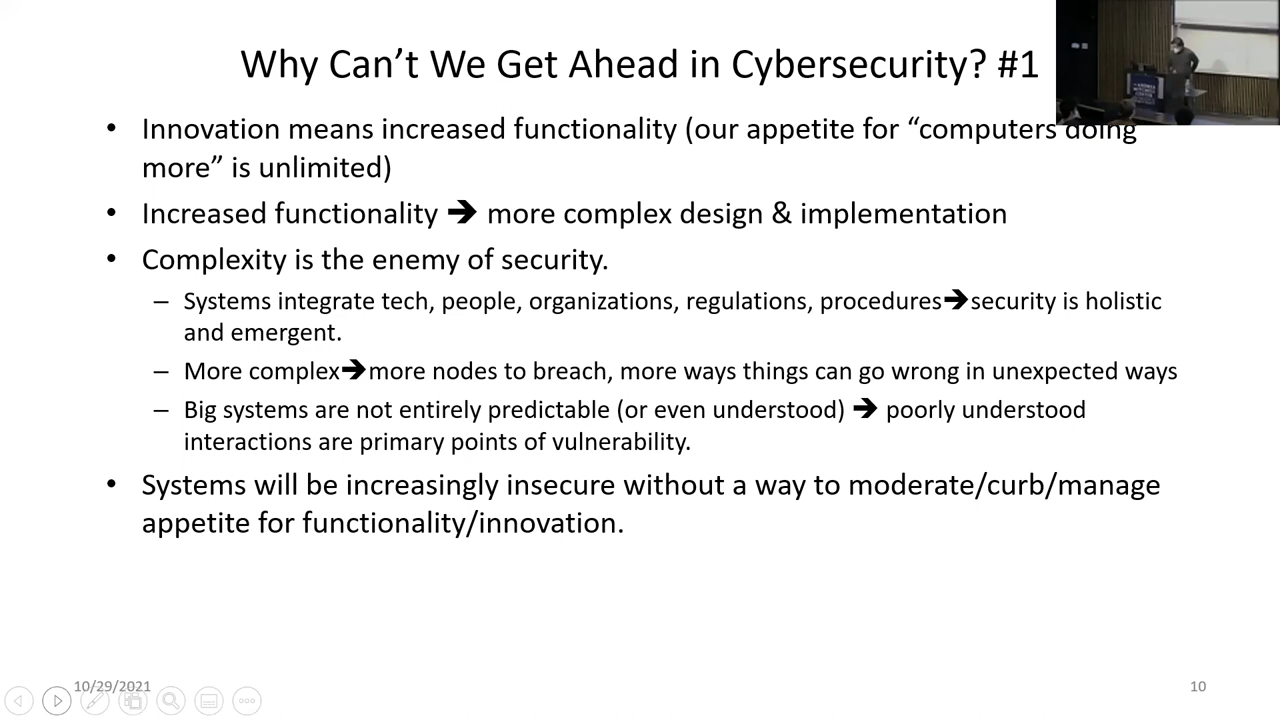 Why Can’t We Get Ahead in Cybersecurity? #1
• Innovation means increased functionality (our appetite for “computers doing
more” is unlimited)
• Increased functionality ➔ more complex design & implementation
• Complexity is the enemy of security.
– Systems integrate tech, people, organizations, regulations, procedures➔security is holistic
and emergent.
– More complex➔more nodes to breach, more ways things can go wrong in unexpected ways
– Big systems are not entirely predictable (or even understood) ➔ poorly understood
interactions are primary points of vulnerability.
• Systems will be increasingly insecure without a way to moderate/curb/manage
appetite for functionality/innovation.
10/29/2021
10